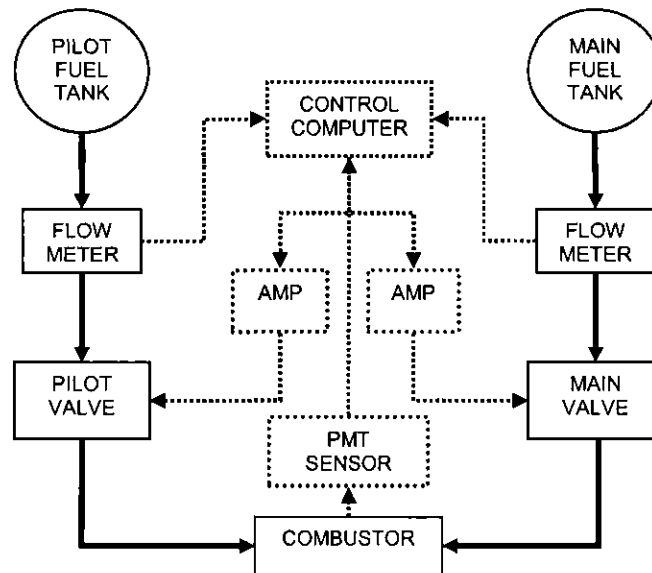 PILOT
FUEL
TANK
MAIN
FUEL
TANK
CONTROL
COMPUTER
FLOW
METER
FLOW
METER
AMP
AMP
PILOT
VALVE
MAIN
VALVE
PMT
SENSOR
COMBUSTOR